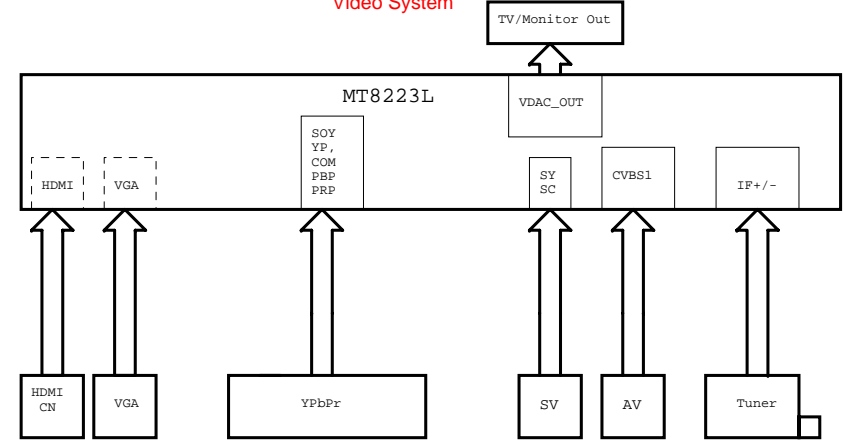 Video System
TV/Monitor Out
MT8223L
VDAC_OUT
SOY
YP,
COM
PBP
PRP
HDMI
VGA
SY
SC
CVBS1
IF+/-
HDMI
CN
VGA
YPbPr
SV
AV
Tuner